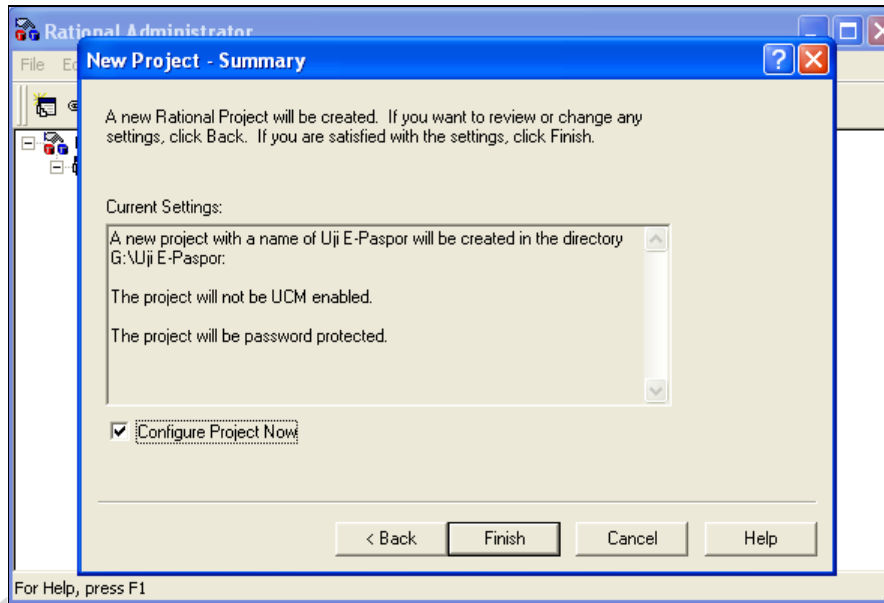 Rational Administrator
File
New Project - Summary
A new Rational Project will be created. If you want to review or change any
settings, click Back. If you are satisfied with the settings, click Finish.
Current Settings:
A new project with a name of Uji E-Paspor will be created in the directory
G:\Uji E-Paspor:
The project will not be UCM enabled.
The project will be password protected.
Configure Project Now
< Back Finish Cancel Help
For Help, press F1